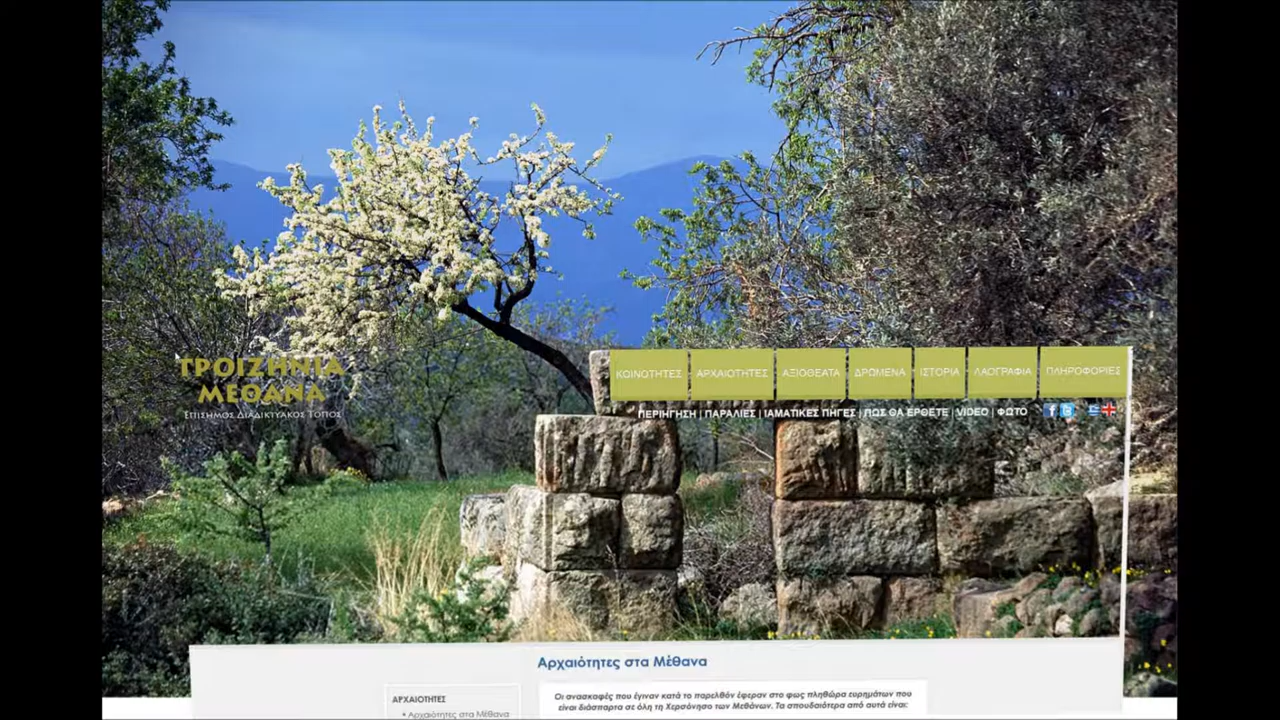 ΤΡΟΙΖΗΝΙΑ
ΜΕΘΑΝΑ
ΕΠΙΣΗΜΟΣ ΔΙΑΔΙΚΤΥΑΚΟΣ ΤΟΠΟΣ
ΚΟΙΝΟΤΗΤΕΣ ΑΡΧΑΙΟΤΗΤΕΣ ΑΞΙΟΘΕΑΤΑ ΔΡΩΜΕΝΑ ΙΣΤΟΡΙΑ ΛΑΟΓΡΑΦΙΑ ΠΛΗΡΟΦΟΡΙΕΣ
ΠΕΡΙΗΓΗΣΗ | ΠΑΡΑΛΙΕΣ | ΙΑΜΑΤΙΚΕΣ ΠΗΓΕΣ | ΠΩΣ ΘΑ ΕΡΘΕΤΕ | VIDEO | ΦΩΤΟ
Αρχαιότητες στα Μέθανα
ΑΡΧΑΙΟΤΗΤΕΣ
• Αρχαιότητες στα Μέθανα
Οι ανασκαφές που έγιναν κατά το παρελθόν έφεραν στο φως πληθώρα ευρημάτων που
είναι διάσπαρτα σε όλη τη Χερσόνησο των Μεθάνων. Τα σπουδαιότερα από αυτά είναι: